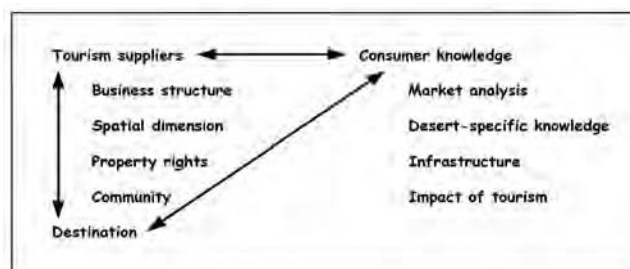 Tourism suppliers Consumer knowledge
Business structure Market analysis
Spatial dimension Desert-specific knowledge
Property rights Infrastructure
Community Impact of tourism
Destination